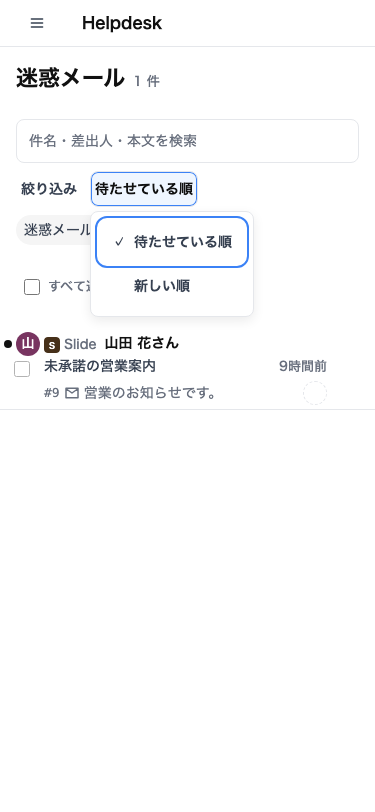 Helpdesk
迷惑メール 1 件
件名・差出人・本文を検索
絞り込み 待たせている順
迷惑メール
✓ 待たせている順
新しい順
すべて
山 S Slide 山田 花さん
未承諾の営業案内 9時間前
#9 営業のお知らせです。